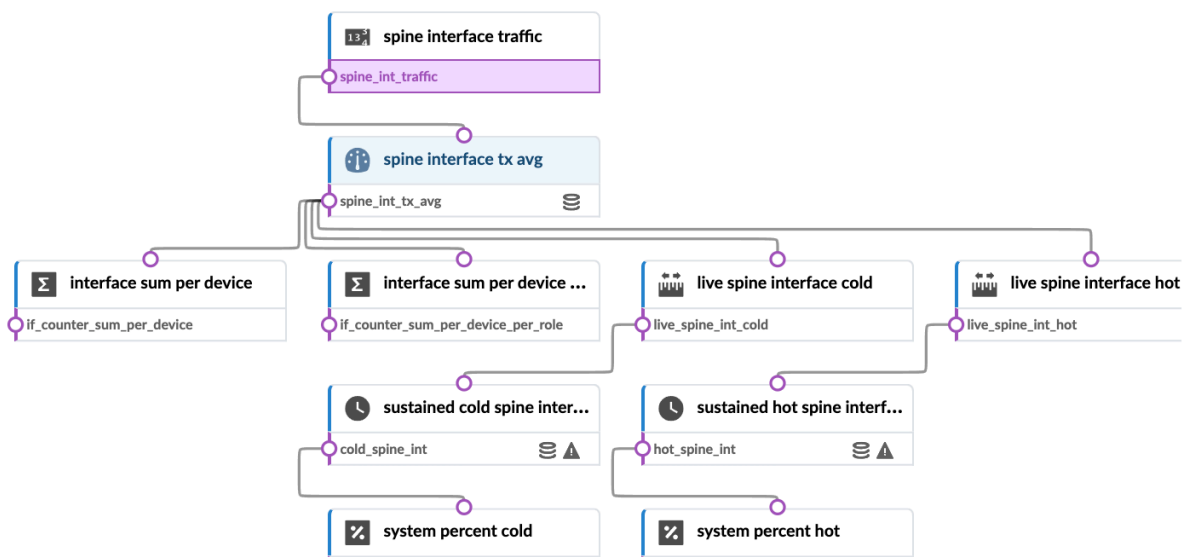 spine interface traffic
spine_int_traffic
spine interface tx avg
spine_int_tx_avg
interface sum per device
interface sum per device ...
live spine interface cold
live spine interface hot
if_counter_sum_per_device
if_counter_sum_per_device_per_role
live_spine_int_cold
live_spine_int_hot
sustained cold spine inter...
sustained hot spine interf...
cold_spine_int
hot_spine_int
system percent cold
system percent hot